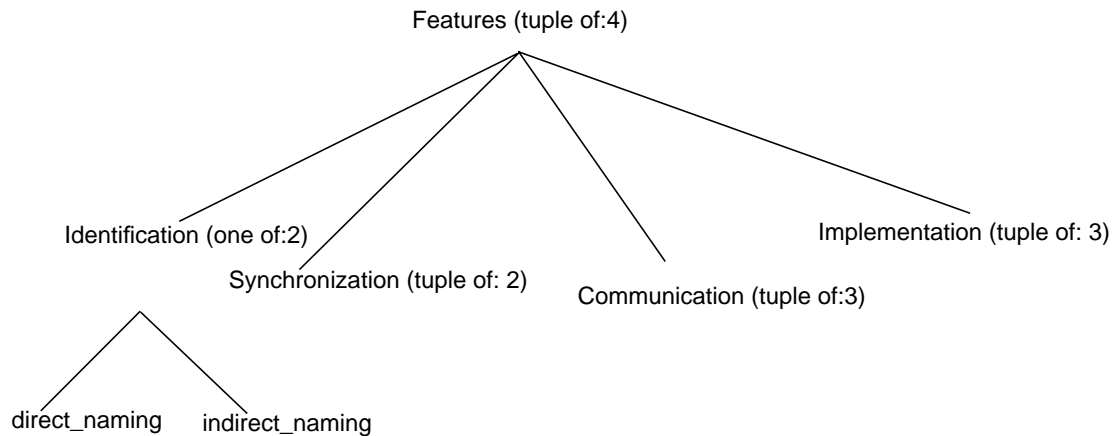 Features (tuple of:4)
Identification (one of:2)
Implementation (tuple of: 3)
Synchronization (tuple of: 2)
Communication (tuple of:3)
direct_naming
indirect_naming